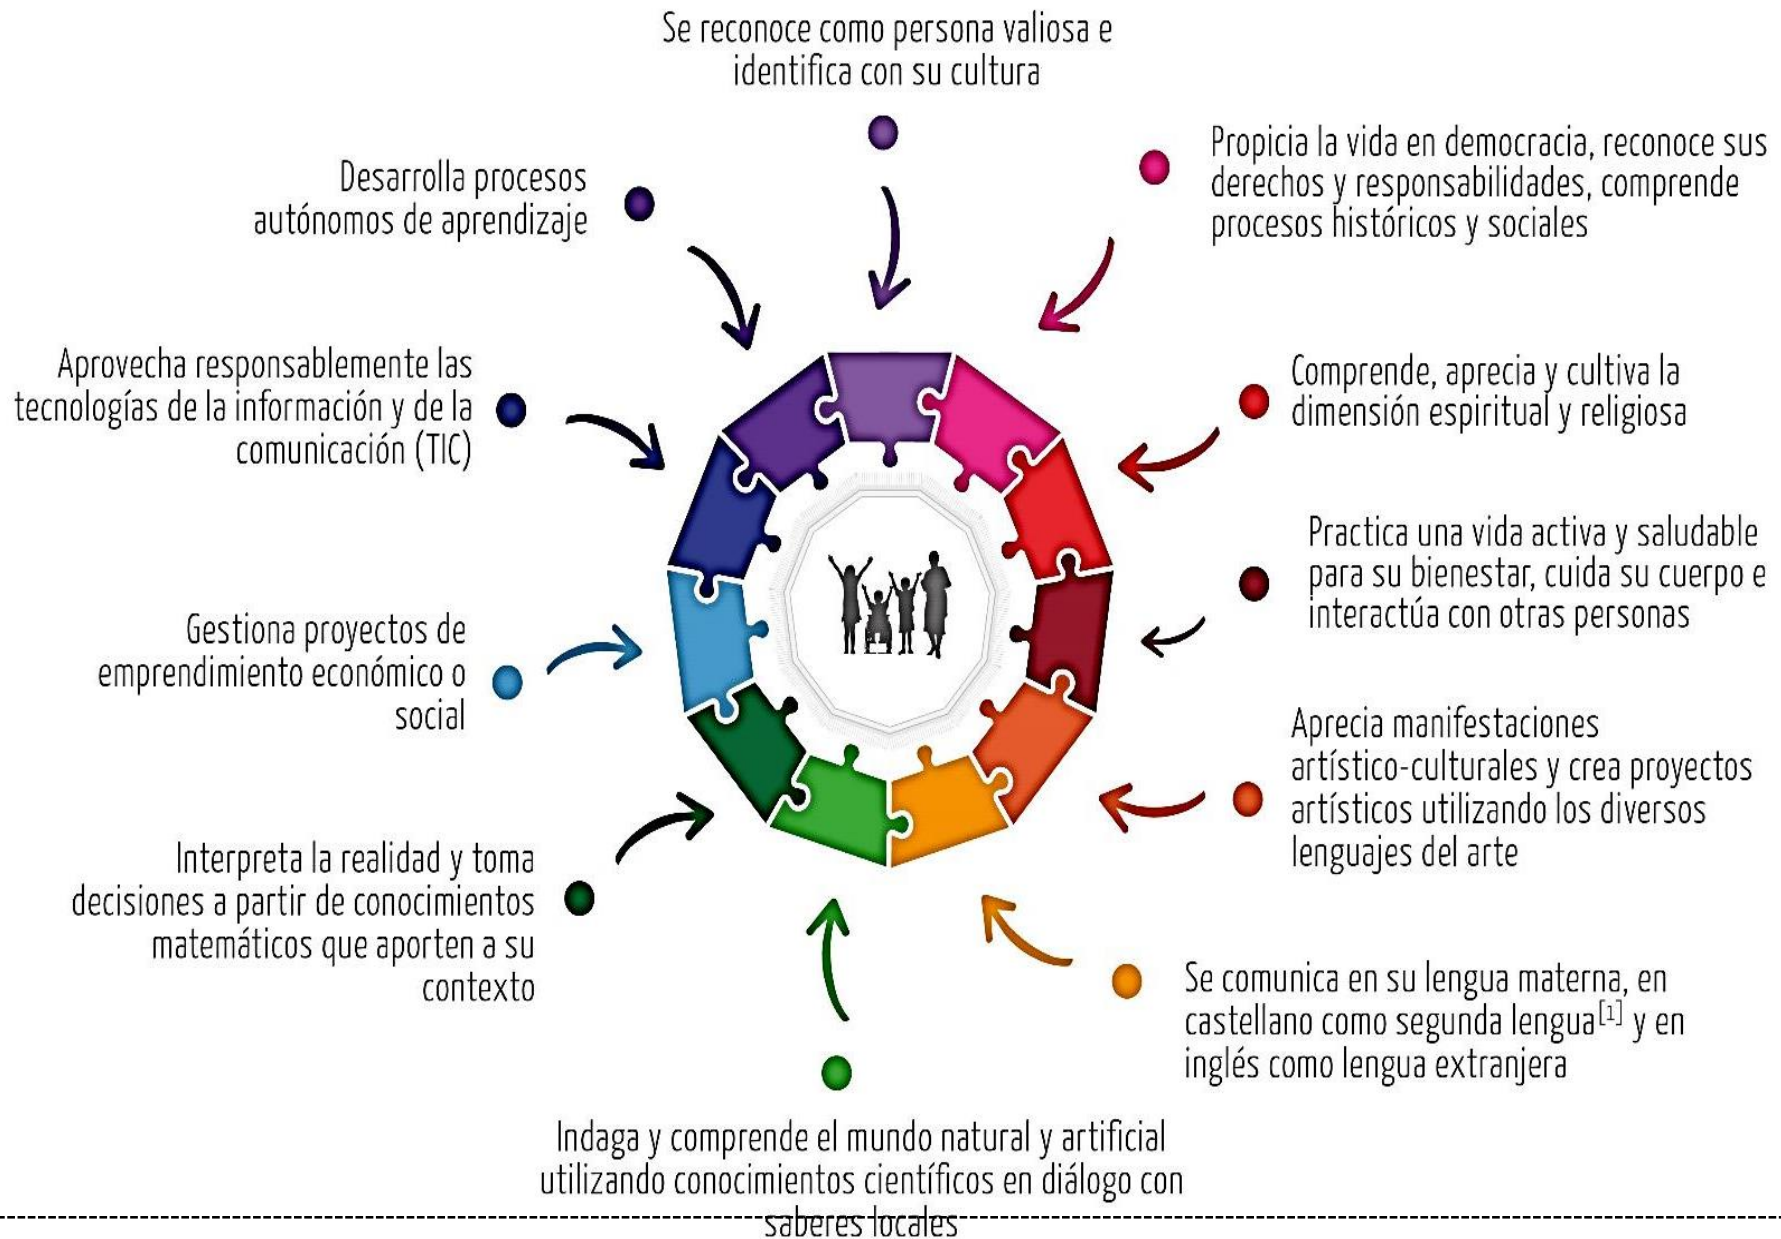 Se reconoce como persona valiosa e
identifica con su cultura
Propicia la vida en democracia, reconoce sus
derechos y responsabilidades, comprende
procesos históricos y sociales
Comprende, aprecia y cultiva la
dimensión espiritual y religiosa
Practica una vida activa y saludable
para su bienestar, cuida su cuerpo e
interactúa con otras personas
Aprecia manifestaciones
artístico-culturales y crea proyectos
artísticos utilizando los diversos
lenguajes del arte
Se comunica en su lengua materna, en
castellano como segunda lengua[1] y en
inglés como lengua extranjera
Indaga y comprende el mundo natural y artificial
utilizando conocimientos científicos en diálogo con
saberes locales
Interpreta la realidad y toma
decisiones a partir de conocimientos
matemáticos que aporten a su
contexto
Gestiona proyectos de
emprendimiento económico o
social
Aprovecha responsablemente las
tecnologías de la información y de la
comunicación (TIC)
Desarrolla procesos
autónomos de aprendizaje